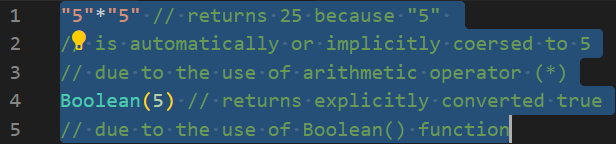 1 "5"*"5" // returns 25 because "5"
2 // is automatically or implicitly coersed to 5
3 // due to the use of arithmetic operator (*)
4 Boolean(5) // returns explicitly converted true
5 // due to the use of Boolean() function